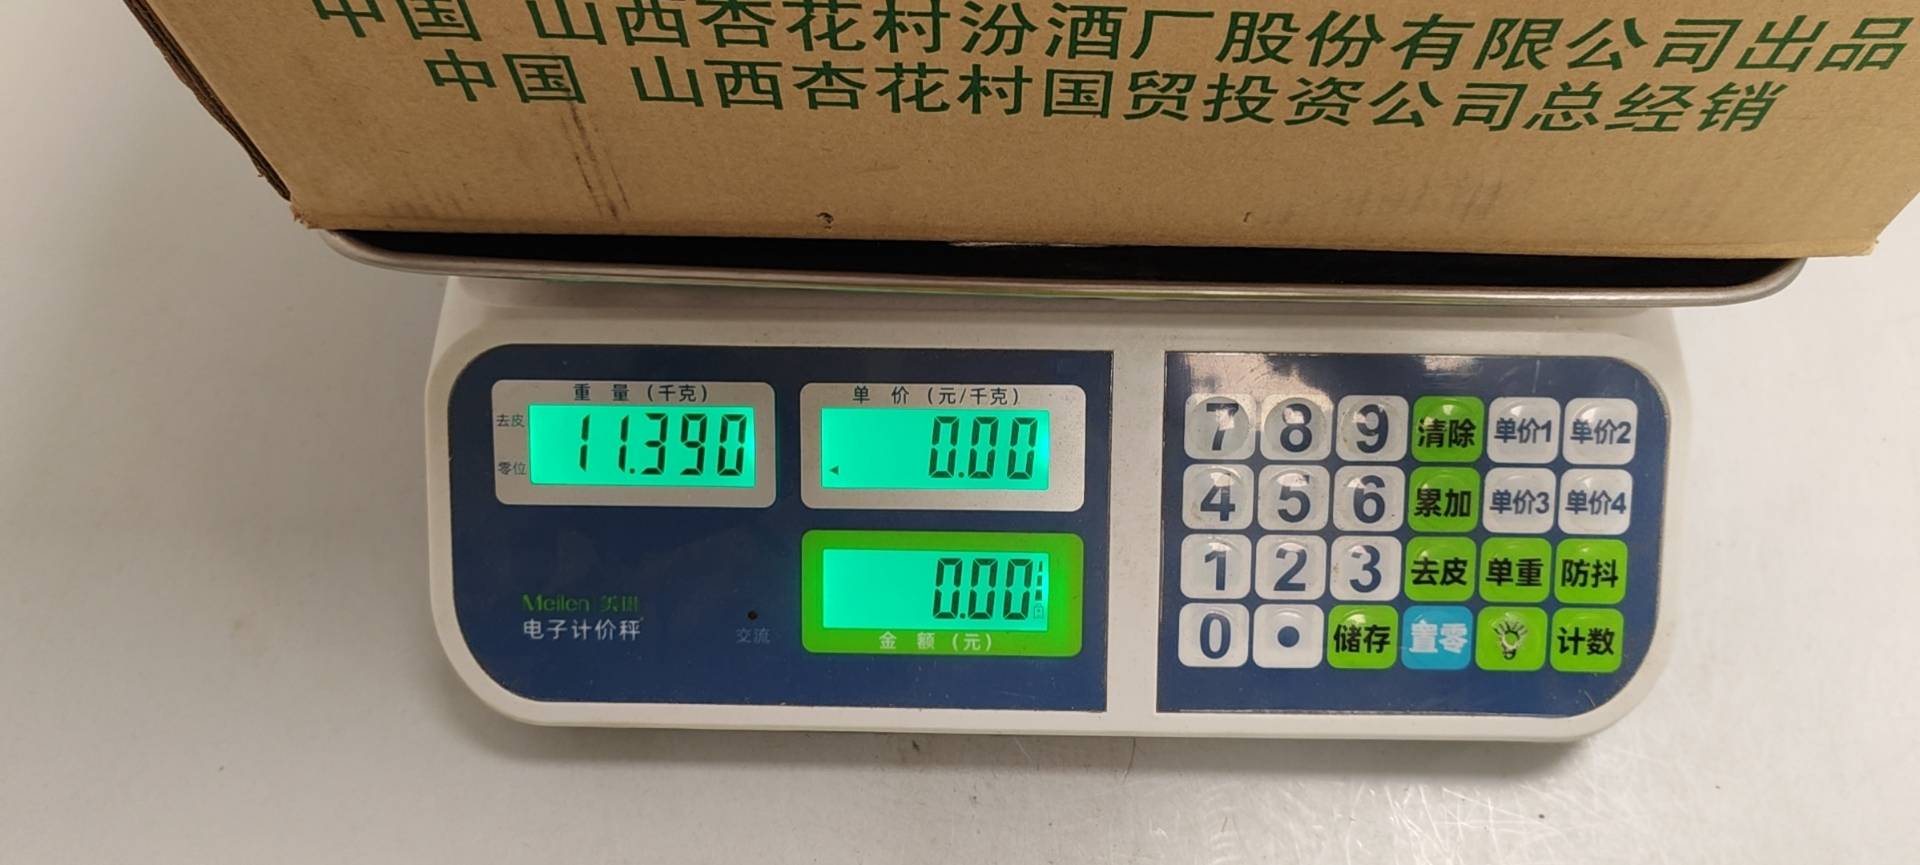 中国 山西杏花村汾酒厂股份有限公司出品
中国 山西杏花村国贸投资公司总经销
重 量 (千克)
去皮
零位
11.390
单 价 (元/千克)
0.00
0.00
金 额 (元)
Meilen 美伦
电子计价秤
交流
7 8 9 清除 单价1 单价2
4 5 6 累加 单价3 单价4
1 2 3 去皮 单重 防抖
0 • 储存 置零 计数